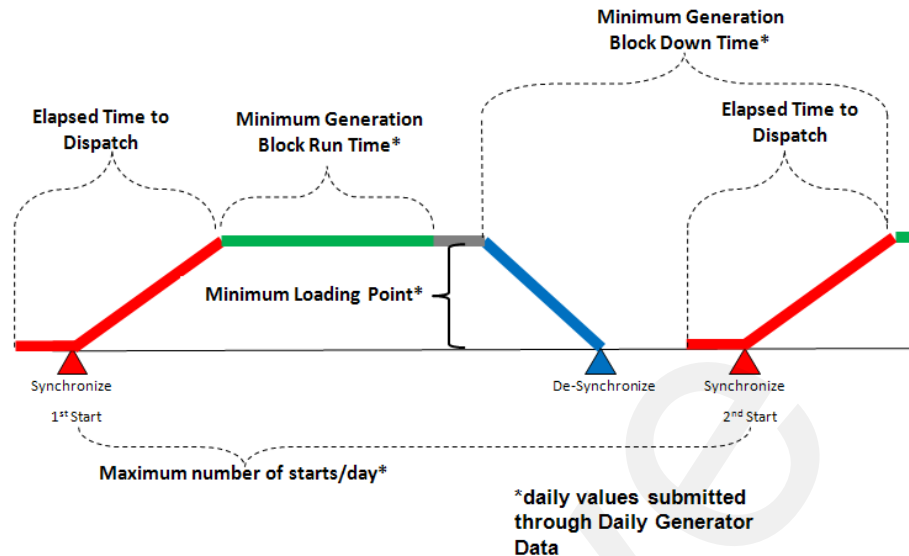 Minimum Generation
Block Down Time*
Elapsed Time to
Dispatch
Minimum Generation
Block Run Time*
Elapsed Time to
Dispatch
Minimum Loading Point*
Synchronize
1st Start
De-Synchronize
Synchronize
2nd Start
Maximum number of starts/day*
*daily values submitted
through Daily Generator
Data